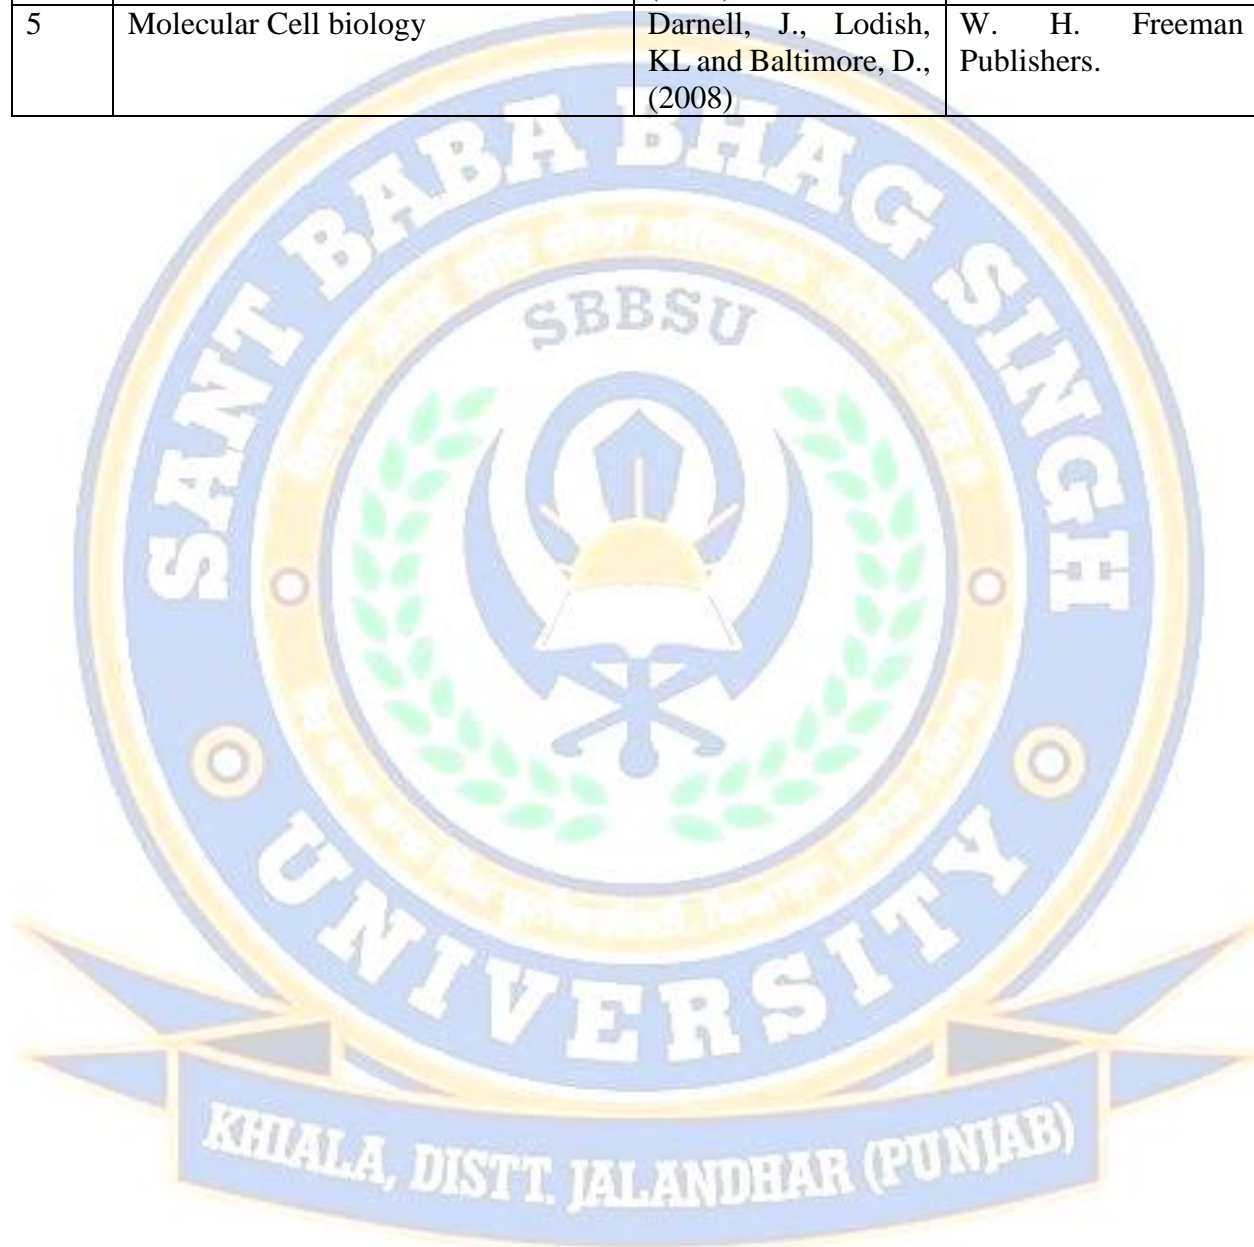 5 Molecular Cell biology Darnell, J., Lodish, W. H. Freeman
KL and Baltimore, D., Publishers.
(2008)
SANT BABA BHAG SINGH
SBBSU
UNIVERSITY
KHIALA, DISTT. JALANDHAR (PUNJAB)